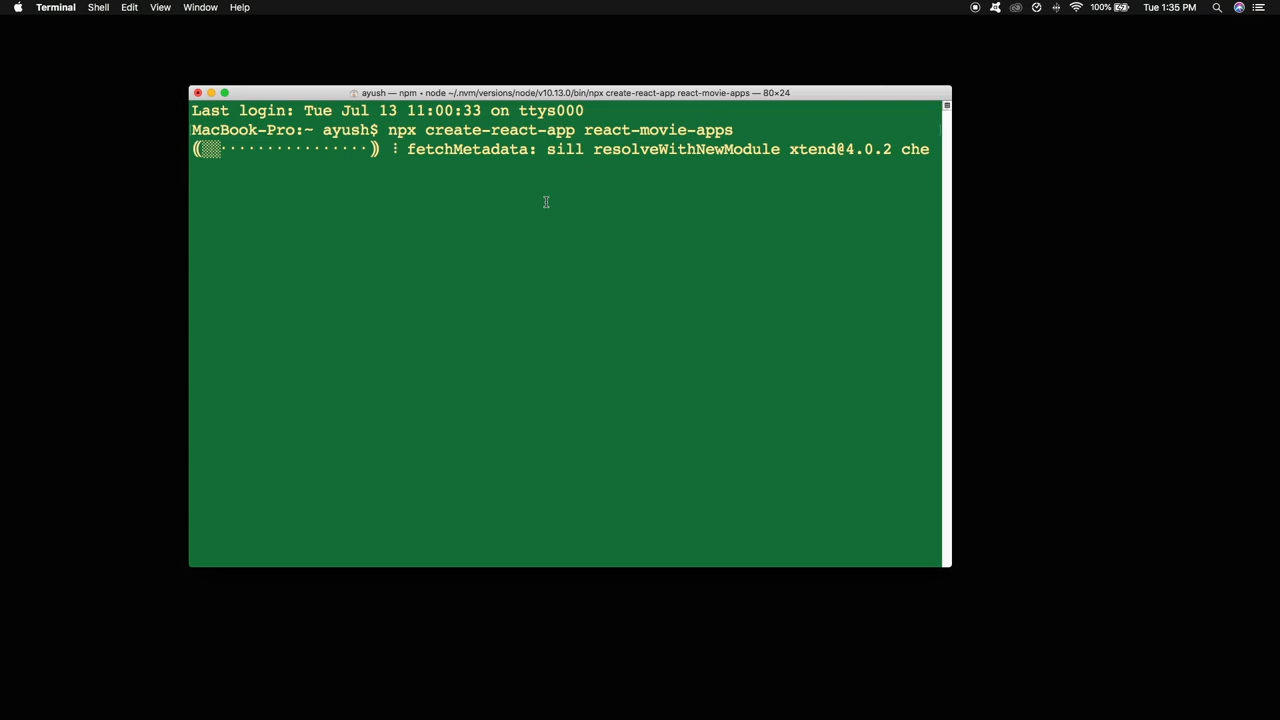 Terminal Shell Edit View Window Help 100% Tue 1:35 PM
ayush — npm • node ~/.nvm/versions/node/v10.13.0/bin/npx create-react-app react-movie-apps — 80×24
Last login: Tue Jul 13 11:00:33 on ttys000
MacBook-Pro:~ ayush$ npx create-react-app react-movie-apps
⸨░░················⸩ ⠸ fetchMetadata: sill resolveWithNewModule xtend@4.0.2 che